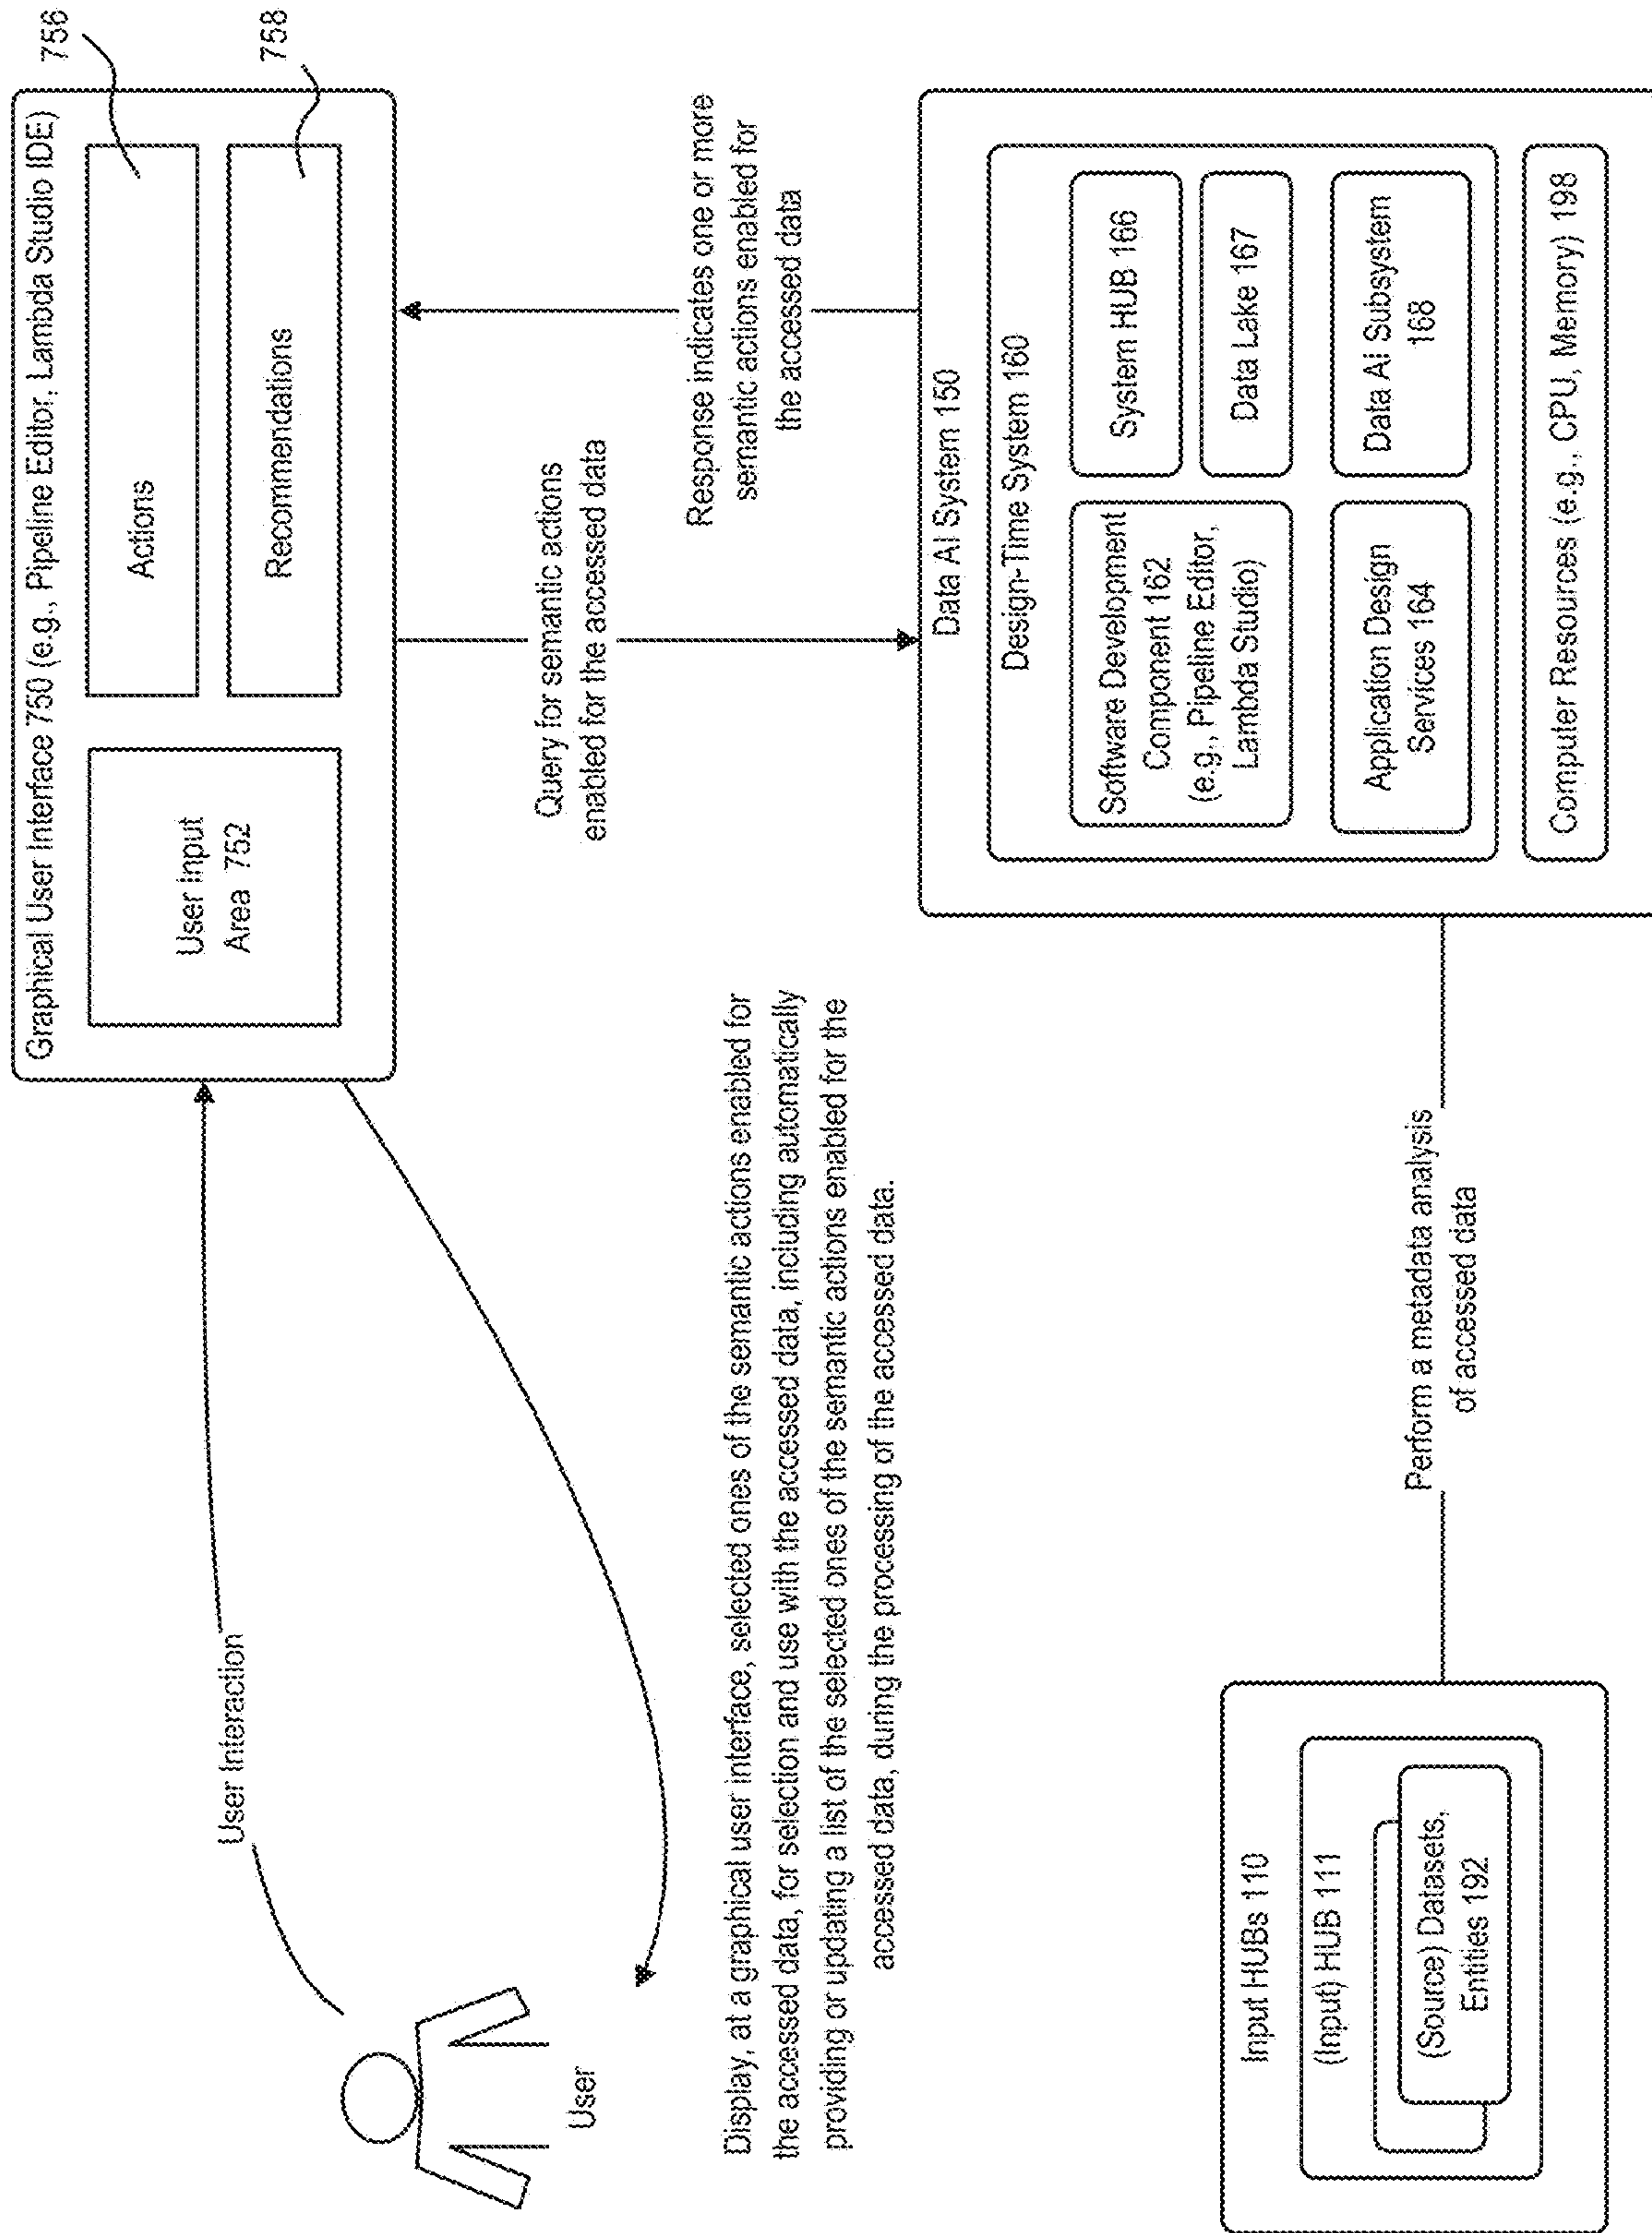 Graphical User Interface 750 (e.g., Pipeline Editor, Lambda Studio IDE)
User Input
Area 752
Actions
Recommendations
756
758
User Interaction
User
Query for semantic actions
enabled for the accessed data
Response indicates one or more
semantic actions enabled for
the accessed data
Display, at a graphical user interface, selected ones of the semantic actions enabled for
the accessed data, for selection and use with the accessed data, including automatically
providing or updating a list of the selected ones of the semantic actions enabled for the
accessed data, during the processing of the accessed data.
Data AI System 150
Design-Time System 160
Software Development
Component 162
(e.g., Pipeline Editor,
Lambda Studio)
System HUB 166
Data Lake 167
Application Design
Services 164
Data AI Subsystem
168
Computer Resources (e.g., CPU, Memory) 198
Input HUBs 110
(Input) HUB 111
(Source) Datasets,
Entities 192
Perform a metadata analysis
of accessed data